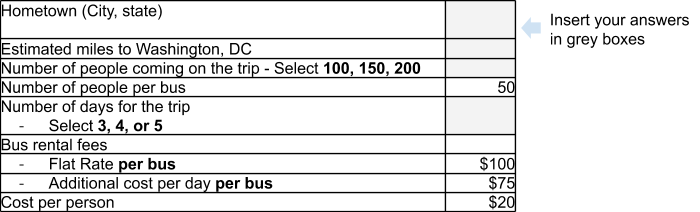 Hometown (City, state)
Insert your answers
in grey boxes
Estimated miles to Washington, DC
Number of people coming on the trip - Select 100, 150, 200
Number of people per bus 50
Number of days for the trip
- Select 3, 4, or 5
Bus rental fees
- Flat Rate per bus $100
- Additional cost per day per bus $75
Cost per person $20